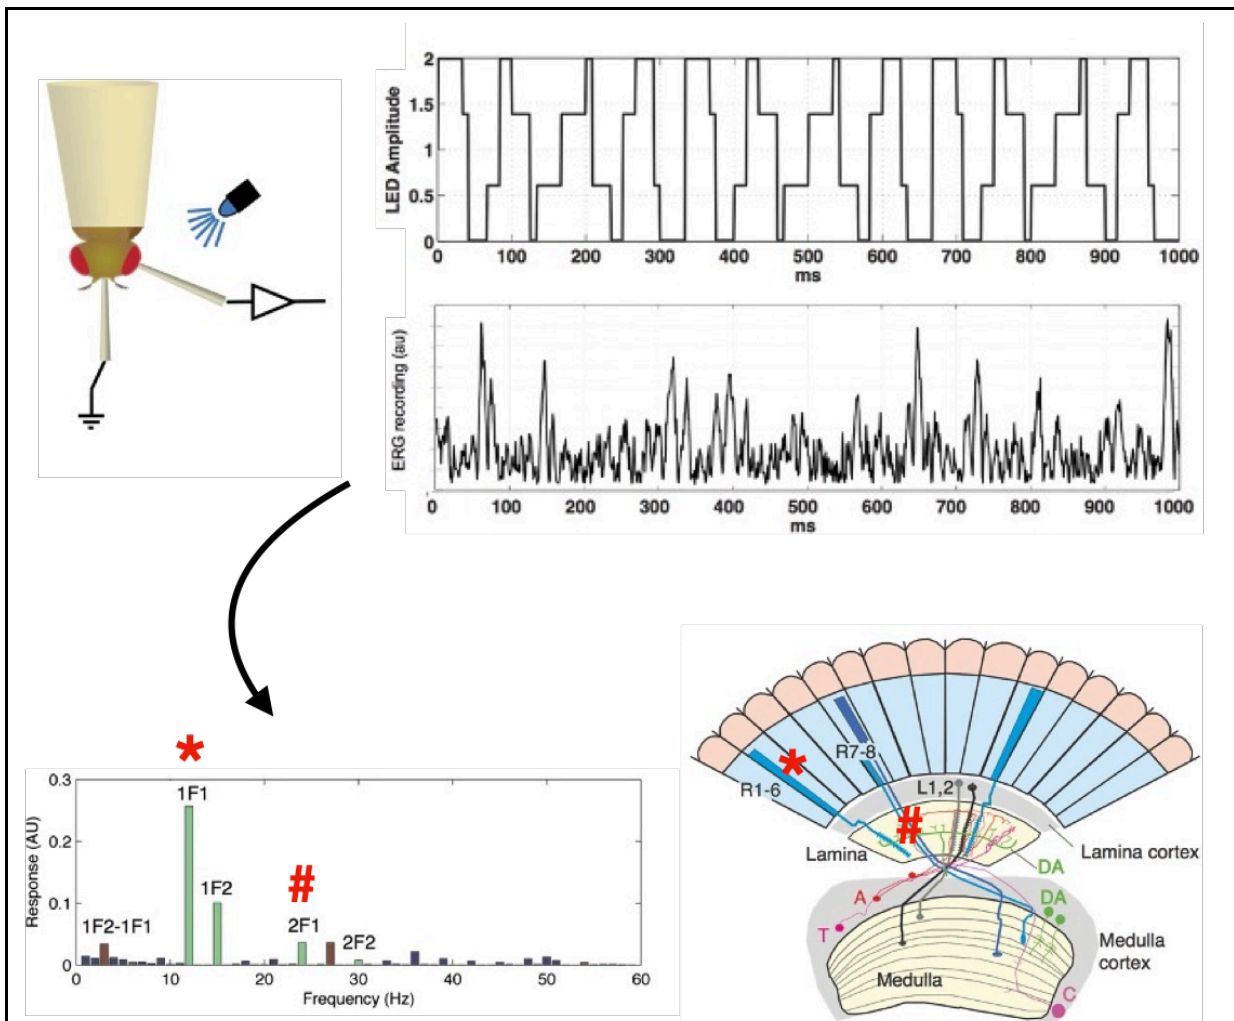 LED Amplitude
2
1.5
1
0.5
0
0 100 200 300 400 500 600 700 800 900 1000
ms
ERG recording (au)
0 100 200 300 400 500 600 700 800 900 1000
ms
*
#
Response (AU)
0.3
0.2
0.1
0
1F2-1F1
1F1
1F2
2F1
2F2
0 10 20 30 40 50 60
Frequency (Hz)
R7-8
*
R1-6
L1,2
#
Lamina
Lamina cortex
DA
A
DA
T
Medulla
cortex
Medulla
C